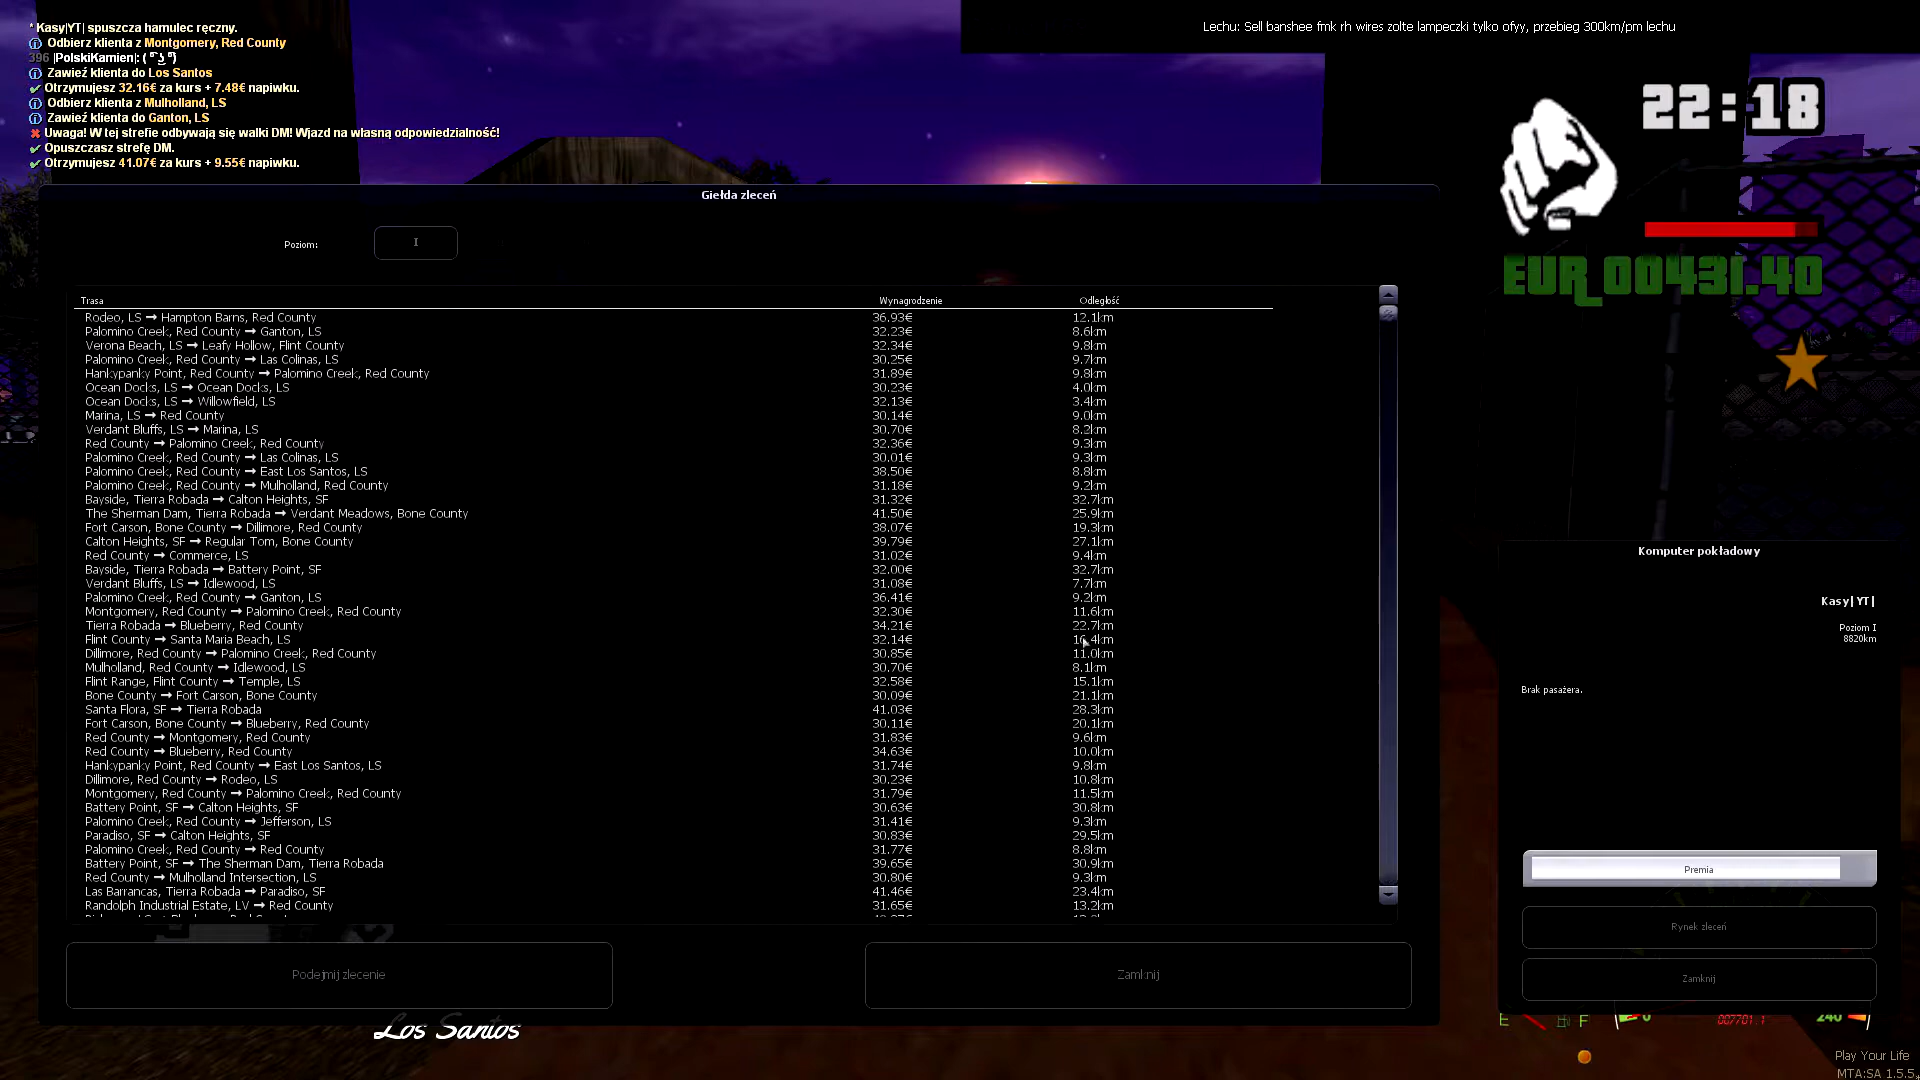 * Kasy|YT| spuszcza hamulec ręczny.
Odbierz klienta z Montgomery, Red County
396 |PolskiKamien|: ( ͡° ͜ʖ ͡°)
Zawieź klienta do Los Santos
Otrzymujesz 32.16€ za kurs + 7.48€ napiwku.
Odbierz klienta z Mulholland, LS
Zawieź klienta do Ganton, LS
Uwaga! W tej strefie odbywają się walki DM! Wjazd na własną odpowiedzialność!
Opuszczasz strefę DM.
Otrzymujesz 41.07€ za kurs + 9.55€ napiwku.
Lechu: Sell banshee fmk rh wires zolte lampeczki tylko ofyy, przebieg 300km/pm lechu
22:18
EUR 00431.40
Giełda zleceń
Poziom: I
Trasa Wynagrodzenie Odległość
Rodeo, LS → Hampton Barns, Red County 36.93€ 12.1km
Palomino Creek, Red County → Ganton, LS 32.23€ 8.6km
Verona Beach, LS → Leafy Hollow, Flint County 32.34€ 9.8km
Palomino Creek, Red County → Las Colinas, LS 30.25€ 9.7km
Hankypanky Point, Red County → Palomino Creek, Red County 31.89€ 9.8km
Ocean Docks, LS → Ocean Docks, LS 30.23€ 4.0km
Ocean Docks, LS → Willowfield, LS 32.13€ 3.4km
Marina, LS → Red County 30.14€ 9.0km
Verdant Bluffs, LS → Marina, LS 30.70€ 8.2km
Red County → Palomino Creek, Red County 32.36€ 9.3km
Palomino Creek, Red County → Las Colinas, LS 30.01€ 9.3km
Palomino Creek, Red County → East Los Santos, LS 38.50€ 8.8km
Palomino Creek, Red County → Mulholland, Red County 31.18€ 9.2km
Bayside, Tierra Robada → Calton Heights, SF 31.32€ 32.7km
The Sherman Dam, Tierra Robada → Verdant Meadows, Bone County 41.50€ 25.9km
Fort Carson, Bone County → Dillimore, Red County 38.07€ 19.3km
Calton Heights, SF → Regular Tom, Bone County 39.79€ 27.1km
Red County → Commerce, LS 31.02€ 9.4km
Bayside, Tierra Robada → Battery Point, SF 32.00€ 32.7km
Verdant Bluffs, LS → Idlewood, LS 31.08€ 7.7km
Palomino Creek, Red County → Ganton, LS 36.41€ 9.2km
Montgomery, Red County → Palomino Creek, Red County 32.30€ 11.6km
Tierra Robada → Blueberry, Red County 34.21€ 22.7km
Flint County → Santa Maria Beach, LS 32.14€
Dillimore, Red County → Palomino Creek, Red County 30.85€ 11.0km
Mulholland, Red County → Idlewood, LS 30.70€ 8.1km
Flint Range, Flint County → Temple, LS 32.58€ 15.1km
Bone County → Fort Carson, Bone County 30.09€ 21.1km
Santa Flora, SF → Tierra Robada 41.03€ 28.3km
Fort Carson, Bone County → Blueberry, Red County 30.11€ 20.1km
Red County → Montgomery, Red County 31.83€ 9.6km
Red County → Blueberry, Red County 34.63€ 10.0km
Hankypanky Point, Red County → East Los Santos, LS 31.74€ 9.8km
Dillimore, Red County → Rodeo, LS 30.23€ 10.8km
Montgomery, Red County → Palomino Creek, Red County 31.79€ 11.5km
Battery Point, SF → Calton Heights, SF 30.63€ 30.8km
Palomino Creek, Red County → Jefferson, LS 31.41€ 9.3km
Paradiso, SF → Calton Heights, SF 30.83€ 29.5km
Palomino Creek, Red County → Red County 31.77€ 8.8km
Battery Point, SF → The Sherman Dam, Tierra Robada 39.65€ 30.9km
Red County → Mulholland Intersection, LS 30.80€ 9.3km
Las Barrancas, Tierra Robada → Paradiso, SF 41.46€ 23.4km
Randolph Industrial Estate, LV → Red County 31.65€ 13.2km
Podejmij zlecenie
Zamknij
Komputer pokładowy
Kasy|YT|
Poziom I
8820km
Brak pasażera.
Premia
Rynek zleceń
Zamknij
Los Santos
E F 0 007701.1 240
Play Your Life
MTA:SA 1.5.5